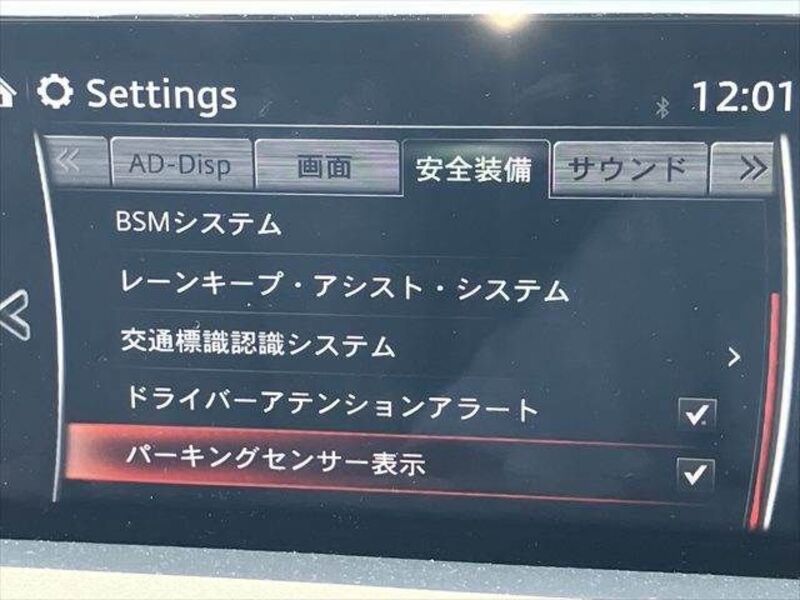 Settings 12:01
AD-Disp 画面 安全装備 サウンド
BSMシステム
レーンキープ・アシスト・システム
交通標識認識システム
ドライバーアテンションアラート
パーキングセンサー表示